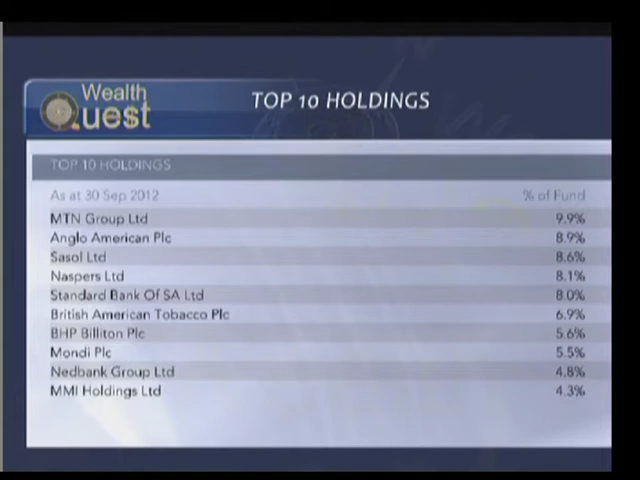 Wealth
Quest
TOP 10 HOLDINGS
TOP 10 HOLDINGS
As at 30 Sep 2012 % of Fund
MTN Group Ltd 9.9%
Anglo American Plc 8.9%
Sasol Ltd 8.6%
Naspers Ltd 8.1%
Standard Bank Of SA Ltd 8.0%
British American Tobacco Plc 6.9%
BHP Billiton Plc 5.6%
Mondi Plc 5.5%
Nedbank Group Ltd 4.8%
MMI Holdings Ltd 4.3%